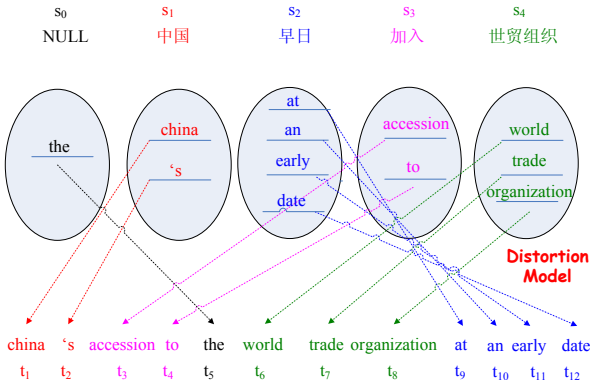 s0 s1 s2 s3 s4
NULL 中国 早日 加入 世贸组织
at
the china an accession world
's early to trade
date organization
Distortion
Model
china 's accession to the world trade organization at an early date
t1 t2 t3 t4 t5 t6 t7 t8 t9 t10 t11 t12